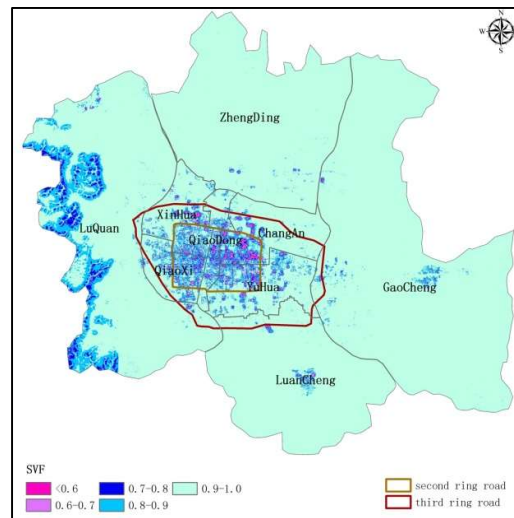 N
W
S
ZhengDing
XinHua
ChangAn
LuQuan
QiaoDong
QiaoXi
YuHua
GaoCheng
LuanCheng
SVF
<0.6 0.7-0.8 0.9-1.0
0.6-0.7 0.8-0.9
second ring road
third ring road